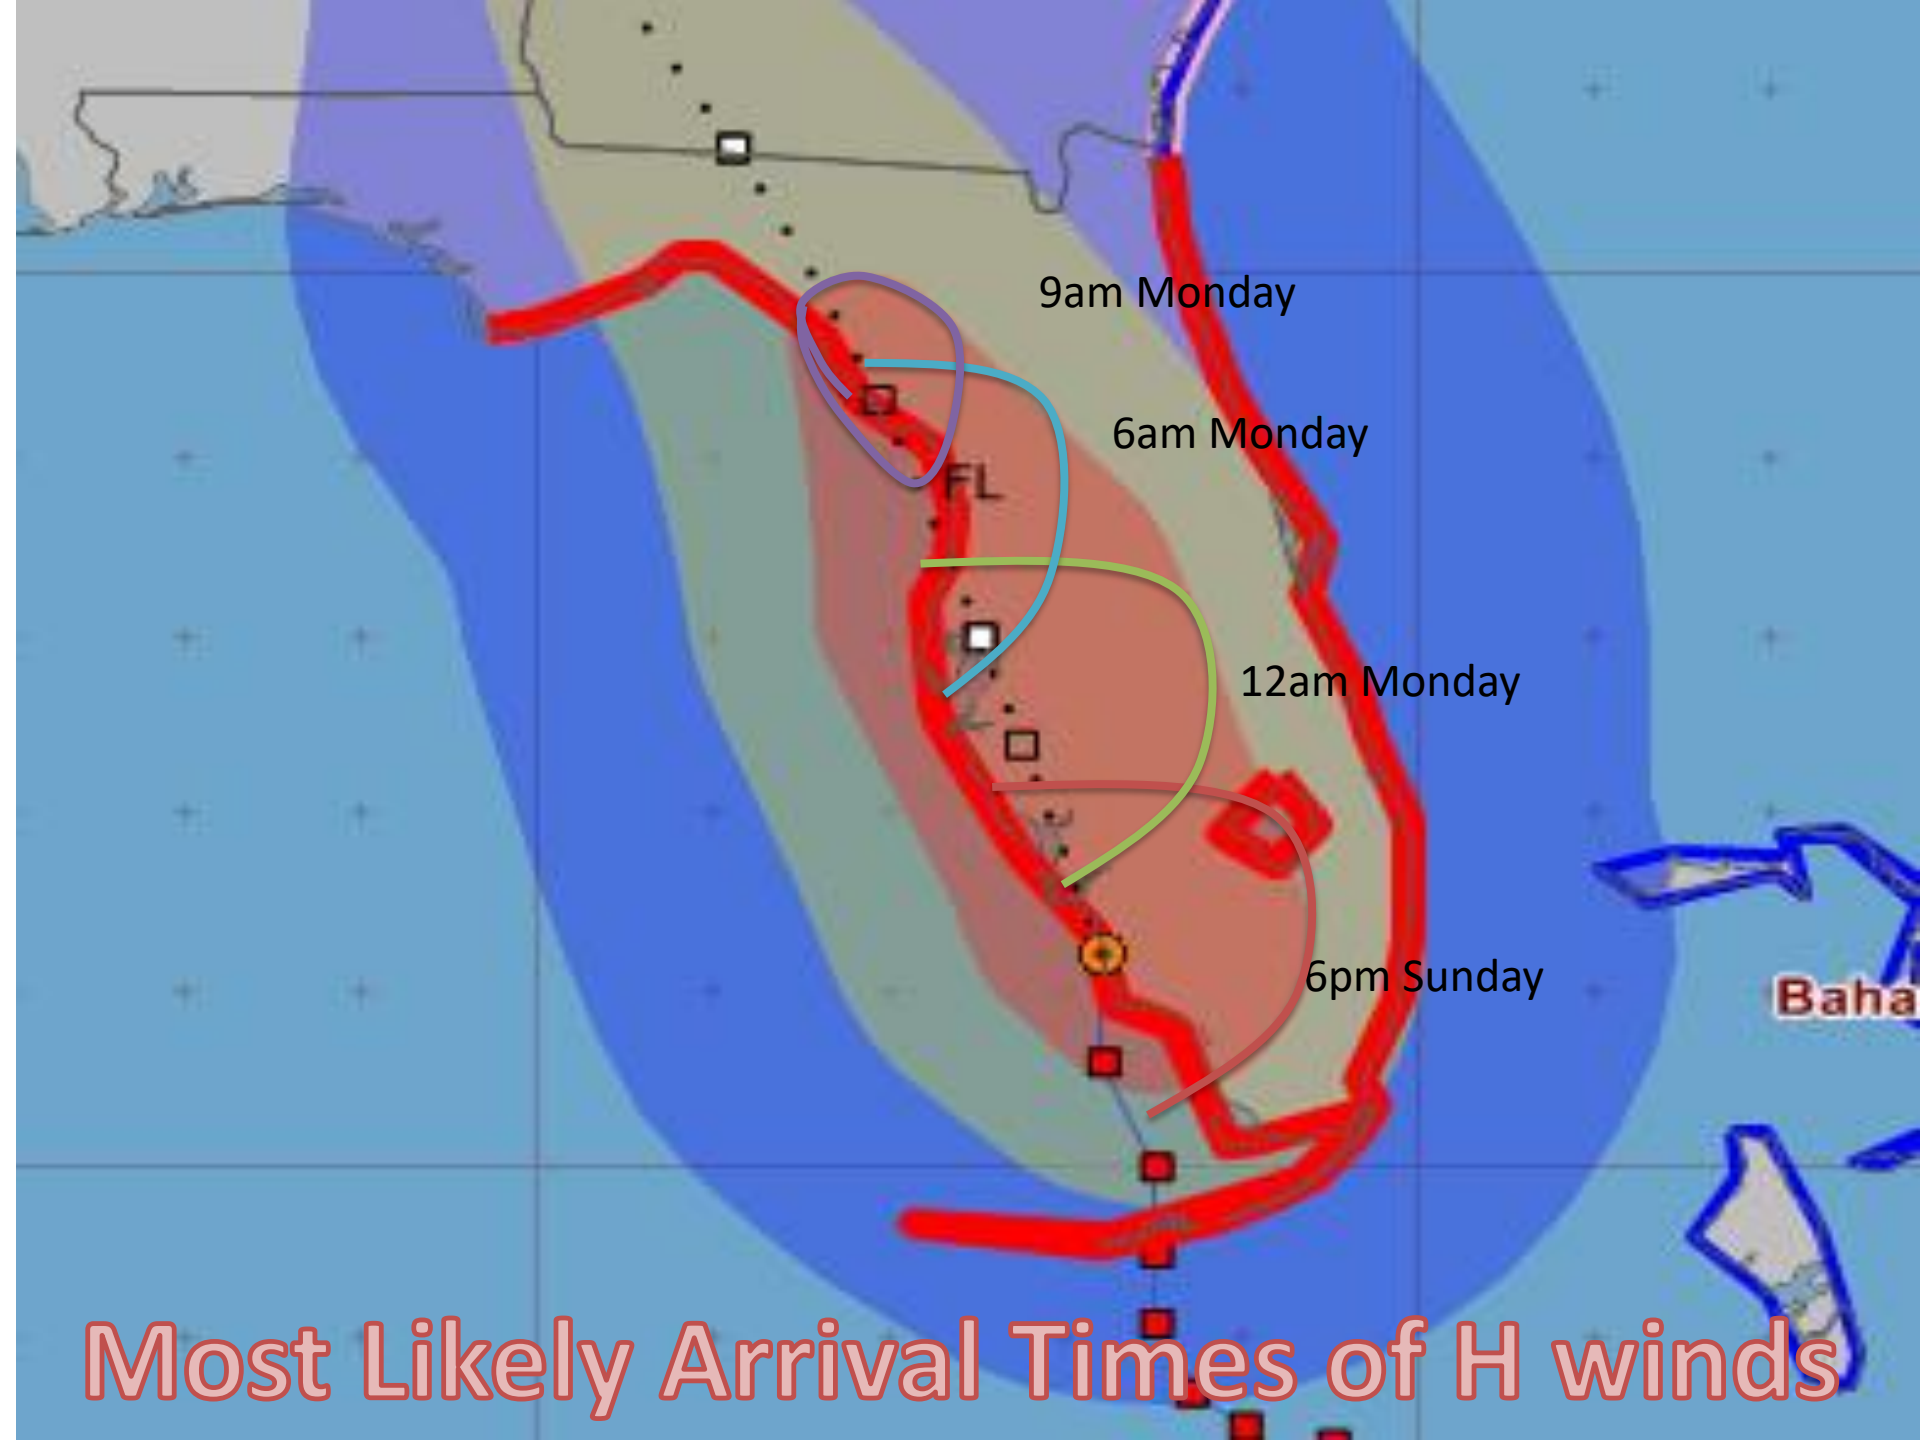 9am Monday
6am Monday
FL
12am Monday
6pm Sunday
Baha
Most Likely Arrival Times of H winds